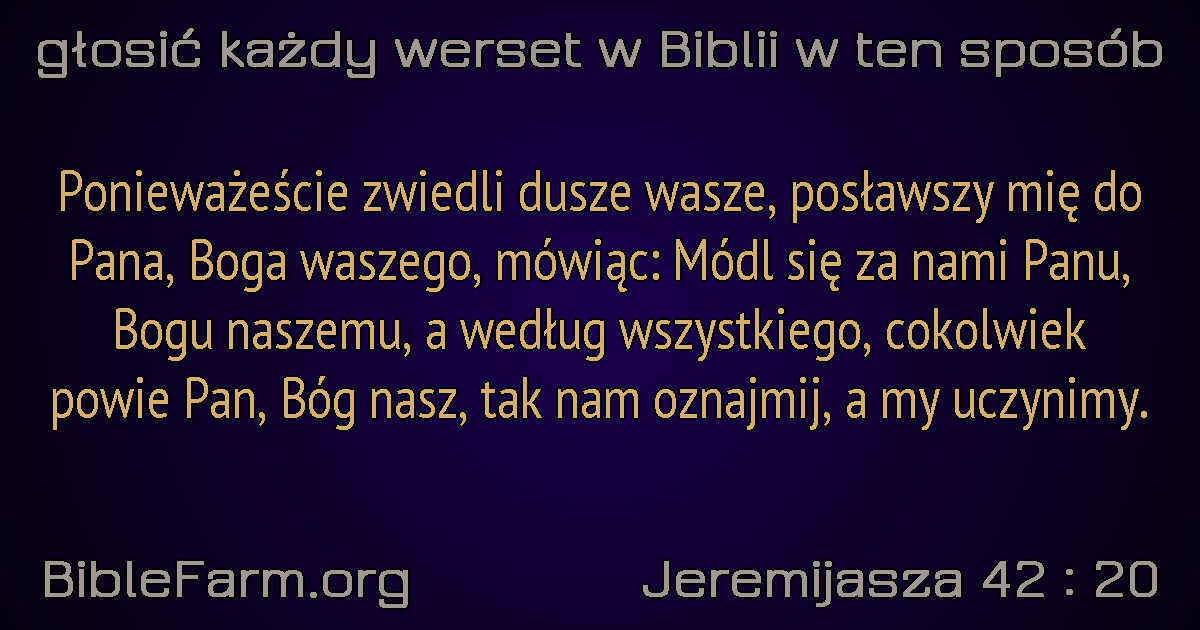 głosić każdy werset w Biblii w ten sposób
Ponieważeście zwiedli dusze wasze, posławszy mię do
Pana, Boga waszego, mówiąc: Módl się za nami Panu,
Bogu naszemu, a według wszystkiego, cokolwiek
powie Pan, Bóg nasz, tak nam oznajmij, a my uczynimy.
BibleFarm.org
Jeremijasza 42 : 20